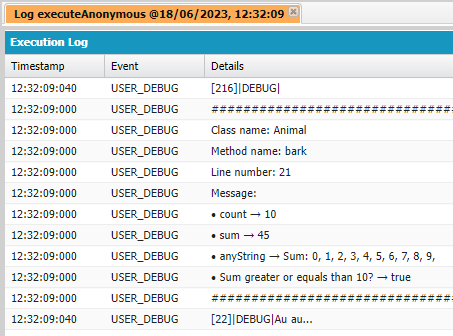 Log executeAnonymous @18/06/2023, 12:32:09
Execution Log
Timestamp Event Details
12:32:09:040 USER_DEBUG [216]|DEBUG|
12:32:09:000 USER_DEBUG ##################################
12:32:09:000 USER_DEBUG Class name: Animal
12:32:09:000 USER_DEBUG Method name: bark
12:32:09:000 USER_DEBUG Line number: 21
12:32:09:000 USER_DEBUG Message:
12:32:09:000 USER_DEBUG • count → 10
12:32:09:000 USER_DEBUG • sum → 45
12:32:09:000 USER_DEBUG • anyString → Sum: 0, 1, 2, 3, 4, 5, 6, 7, 8, 9,
12:32:09:000 USER_DEBUG • Sum greater or equals than 10? → true
12:32:09:000 USER_DEBUG ##################################
12:32:09:040 USER_DEBUG [22]|DEBUG|Au au...